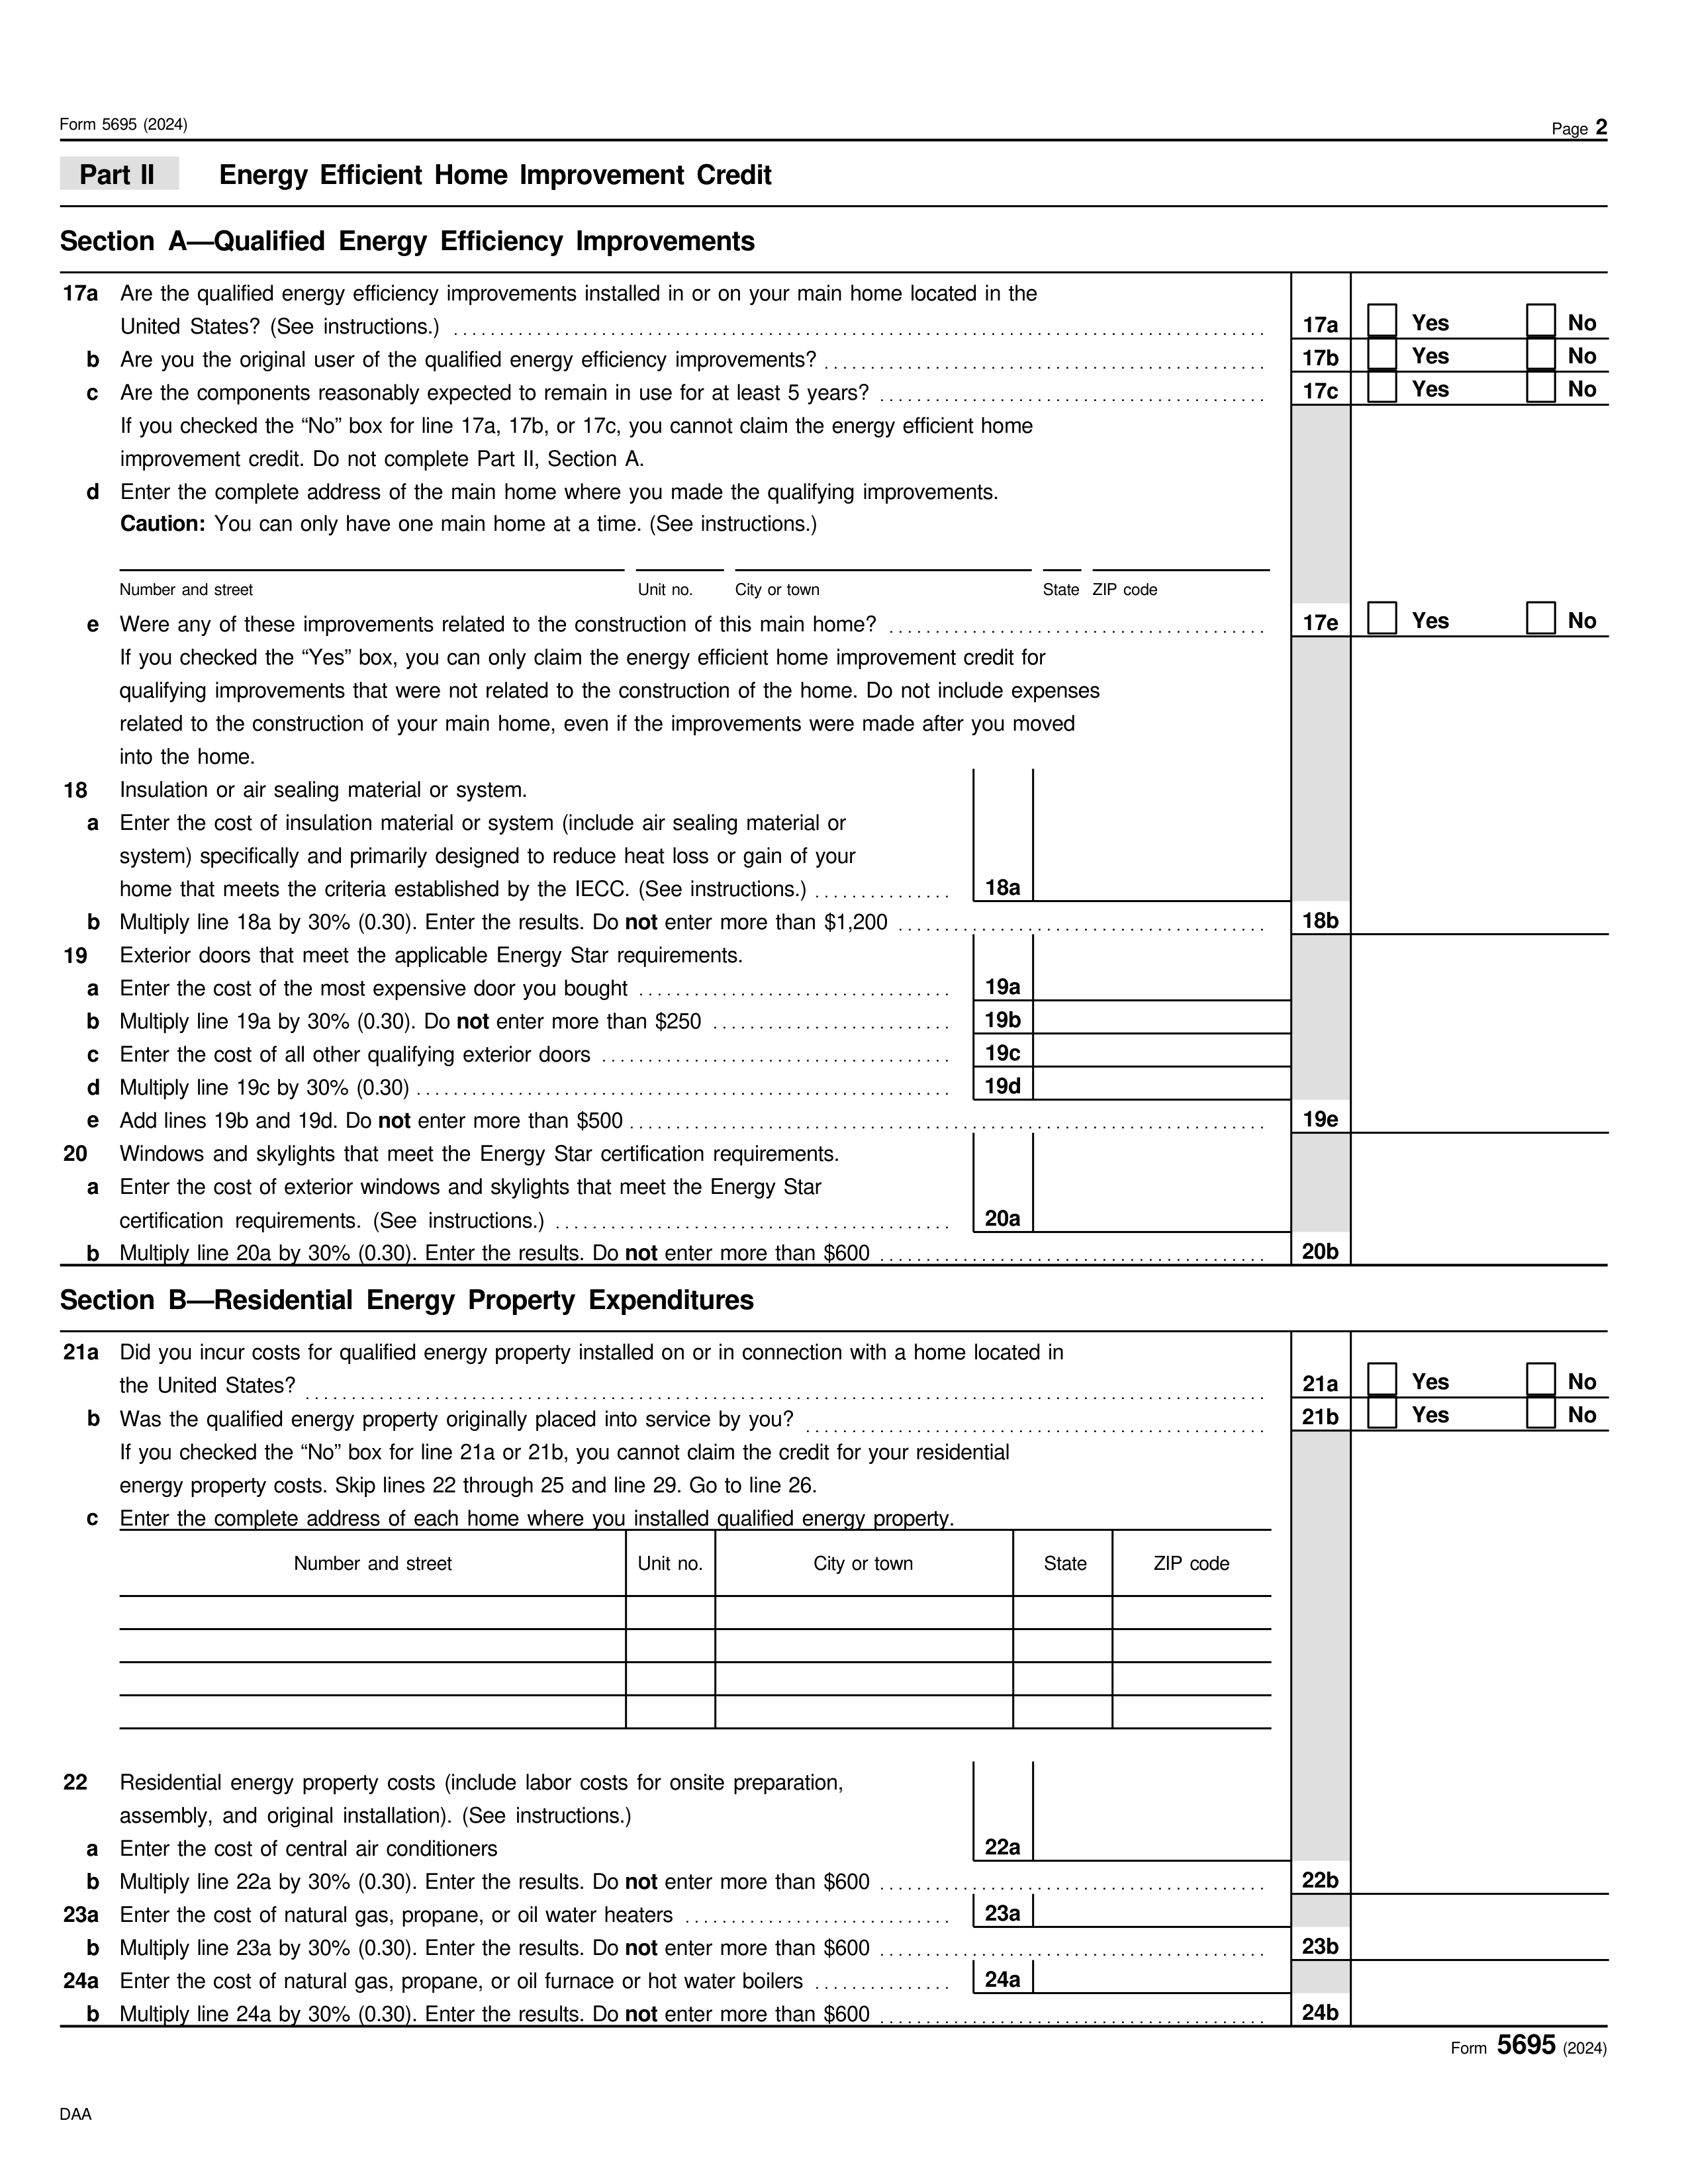 Form 5695 (2024) Page 2
Part II Energy Efficient Home Improvement Credit
Section A—Qualified Energy Efficiency Improvements
17a Are the qualified energy efficiency improvements installed in or on your main home located in the
United States? (See instructions.) 17a Yes No
b Are you the original user of the qualified energy efficiency improvements? 17b Yes No
c Are the components reasonably expected to remain in use for at least 5 years? 17c Yes No
If you checked the “No” box for line 17a, 17b, or 17c, you cannot claim the energy efficient home
improvement credit. Do not complete Part II, Section A.
d Enter the complete address of the main home where you made the qualifying improvements.
Caution: You can only have one main home at a time. (See instructions.)
Number and street Unit no. City or town State ZIP code
e Were any of these improvements related to the construction of this main home? 17e Yes No
If you checked the “Yes” box, you can only claim the energy efficient home improvement credit for
qualifying improvements that were not related to the construction of the home. Do not include expenses
related to the construction of your main home, even if the improvements were made after you moved
into the home.
18 Insulation or air sealing material or system.
a Enter the cost of insulation material or system (include air sealing material or
system) specifically and primarily designed to reduce heat loss or gain of your
home that meets the criteria established by the IECC. (See instructions.) 18a
b Multiply line 18a by 30% (0.30). Enter the results. Do not enter more than $1,200 18b
19 Exterior doors that meet the applicable Energy Star requirements.
a Enter the cost of the most expensive door you bought 19a
b Multiply line 19a by 30% (0.30). Do not enter more than $250 19b
c Enter the cost of all other qualifying exterior doors 19c
d Multiply line 19c by 30% (0.30) 19d
e Add lines 19b and 19d. Do not enter more than $500 19e
20 Windows and skylights that meet the Energy Star certification requirements.
a Enter the cost of exterior windows and skylights that meet the Energy Star
certification requirements. (See instructions.) 20a
b Multiply line 20a by 30% (0.30). Enter the results. Do not enter more than $600 20b
Section B—Residential Energy Property Expenditures
21a Did you incur costs for qualified energy property installed on or in connection with a home located in
the United States? 21a Yes No
b Was the qualified energy property originally placed into service by you? 21b Yes No
If you checked the “No” box for line 21a or 21b, you cannot claim the credit for your residential
energy property costs. Skip lines 22 through 25 and line 29. Go to line 26.
c Enter the complete address of each home where you installed qualified energy property.
Number and street Unit no. City or town State ZIP code
22 Residential energy property costs (include labor costs for onsite preparation,
assembly, and original installation). (See instructions.)
a Enter the cost of central air conditioners 22a
b Multiply line 22a by 30% (0.30). Enter the results. Do not enter more than $600 22b
23a Enter the cost of natural gas, propane, or oil water heaters 23a
b Multiply line 23a by 30% (0.30). Enter the results. Do not enter more than $600 23b
24a Enter the cost of natural gas, propane, or oil furnace or hot water boilers 24a
b Multiply line 24a by 30% (0.30). Enter the results. Do not enter more than $600 24b
Form 5695 (2024)
DAA